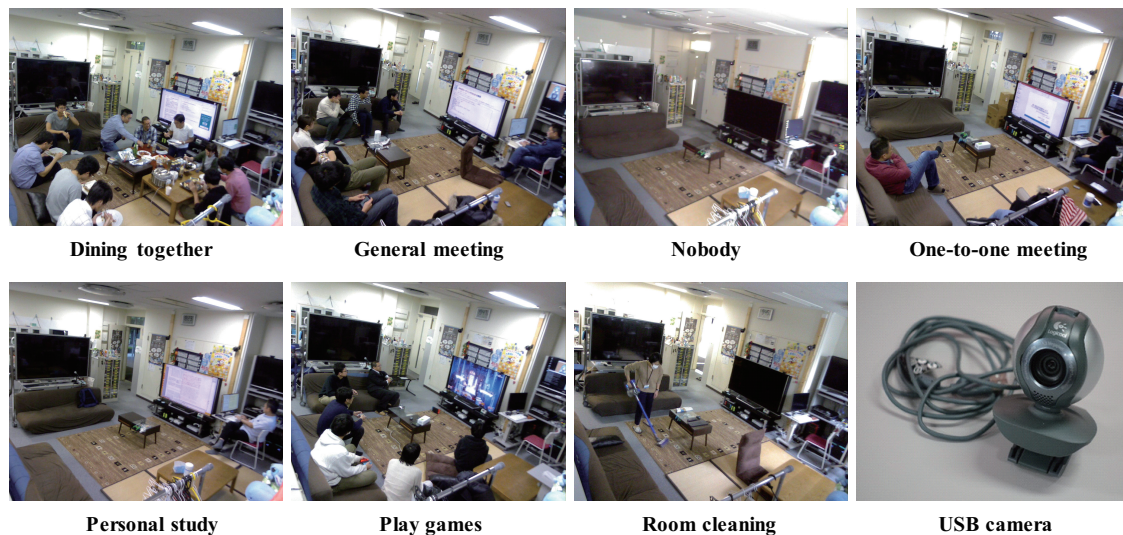 Dining together
General meeting
Nobody
One-to-one meeting
Personal study
Play games
Room cleaning
USB camera